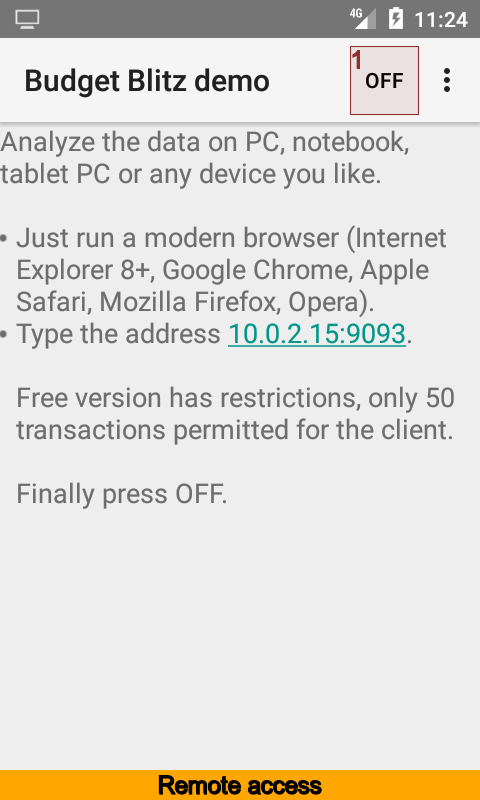 4G 11:24
Budget Blitz demo
1
OFF
Analyze the data on PC, notebook,
tablet PC or any device you like.
• Just run a modern browser (Internet
Explorer 8+, Google Chrome, Apple
Safari, Mozilla Firefox, Opera).
• Type the address 10.0.2.15:9093.
Free version has restrictions, only 50
transactions permitted for the client.
Finally press OFF.
Remote access